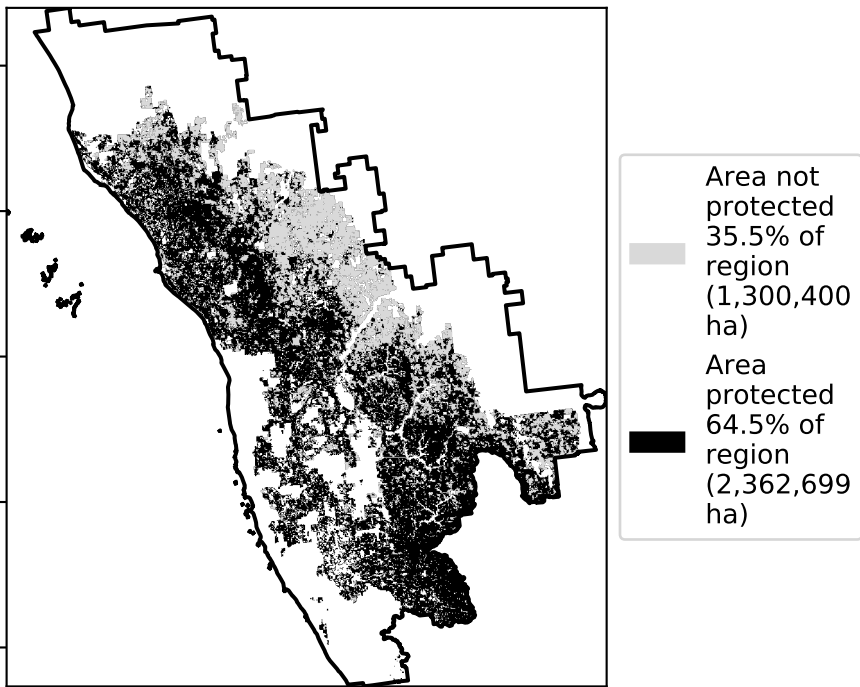 Area not
protected
35.5% of
region
(1,300,400
ha)
Area
protected
64.5% of
region
(2,362,699
ha)